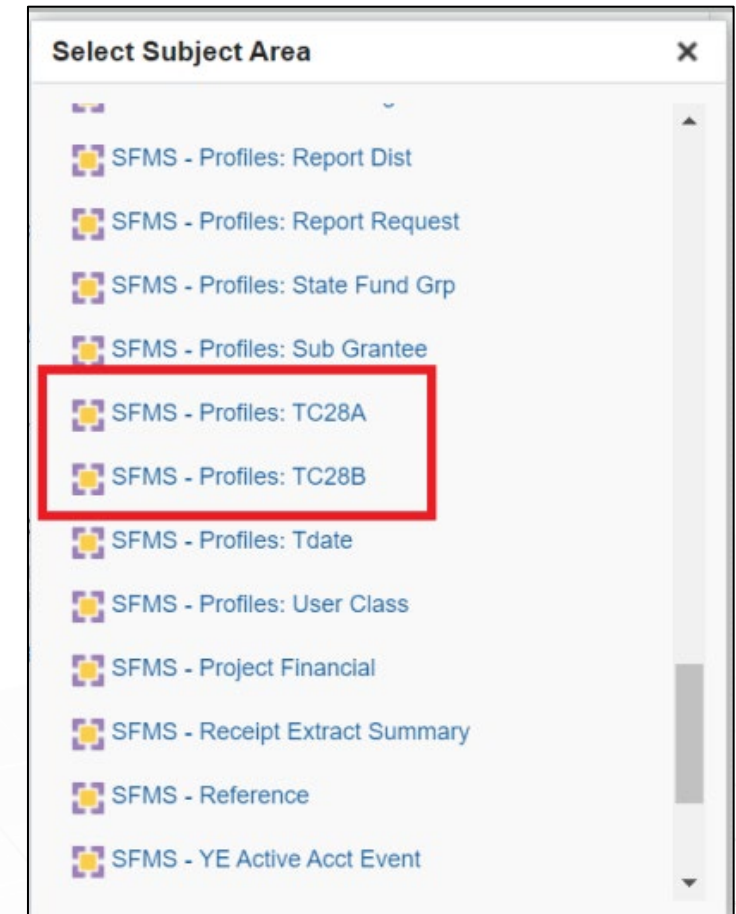 Select Subject Area
SFMS - Profiles: Report Dist
SFMS - Profiles: Report Request
SFMS - Profiles: State Fund Grp
SFMS - Profiles: Sub Grantee
SFMS - Profiles: TC28A
SFMS - Profiles: TC28B
SFMS - Profiles: Tdate
SFMS - Profiles: User Class
SFMS - Project Financial
SFMS - Receipt Extract Summary
SFMS - Reference
SFMS - YE Active Acct Event